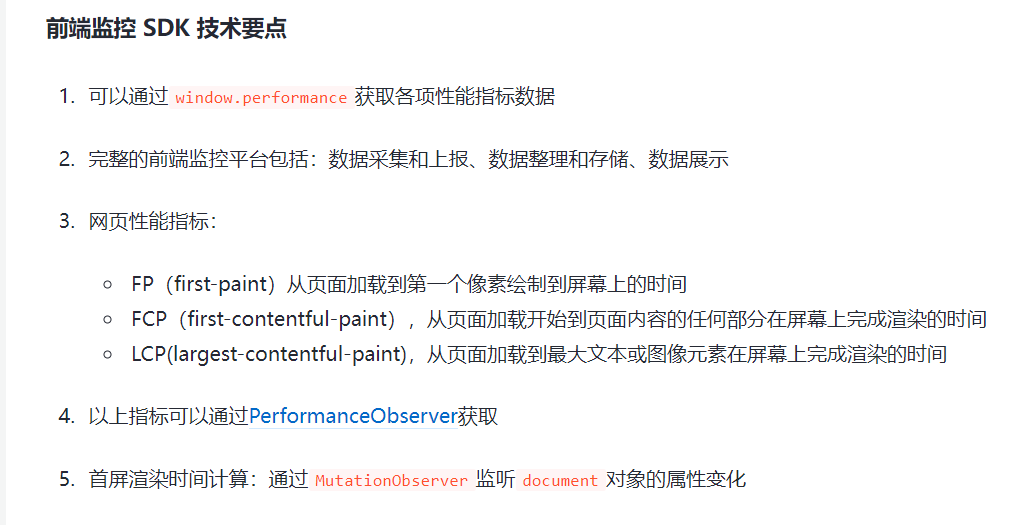 前端监控 SDK 技术要点
1. 可以通过 window.performance 获取各项性能指标数据
2. 完整的前端监控平台包括：数据采集和上报、数据整理和存储、数据展示
3. 网页性能指标：
FP（first-paint）从页面加载到第一个像素绘制到屏幕上的时间
FCP（first-contentful-paint），从页面加载开始到页面内容的任何部分在屏幕上完成渲染的时间
LCP(largest-contentful-paint)，从页面加载到最大文本或图像元素在屏幕上完成渲染的时间
4. 以上指标可以通过PerformanceObserver获取
5. 首屏渲染时间计算：通过 MutationObserver 监听 document 对象的属性变化